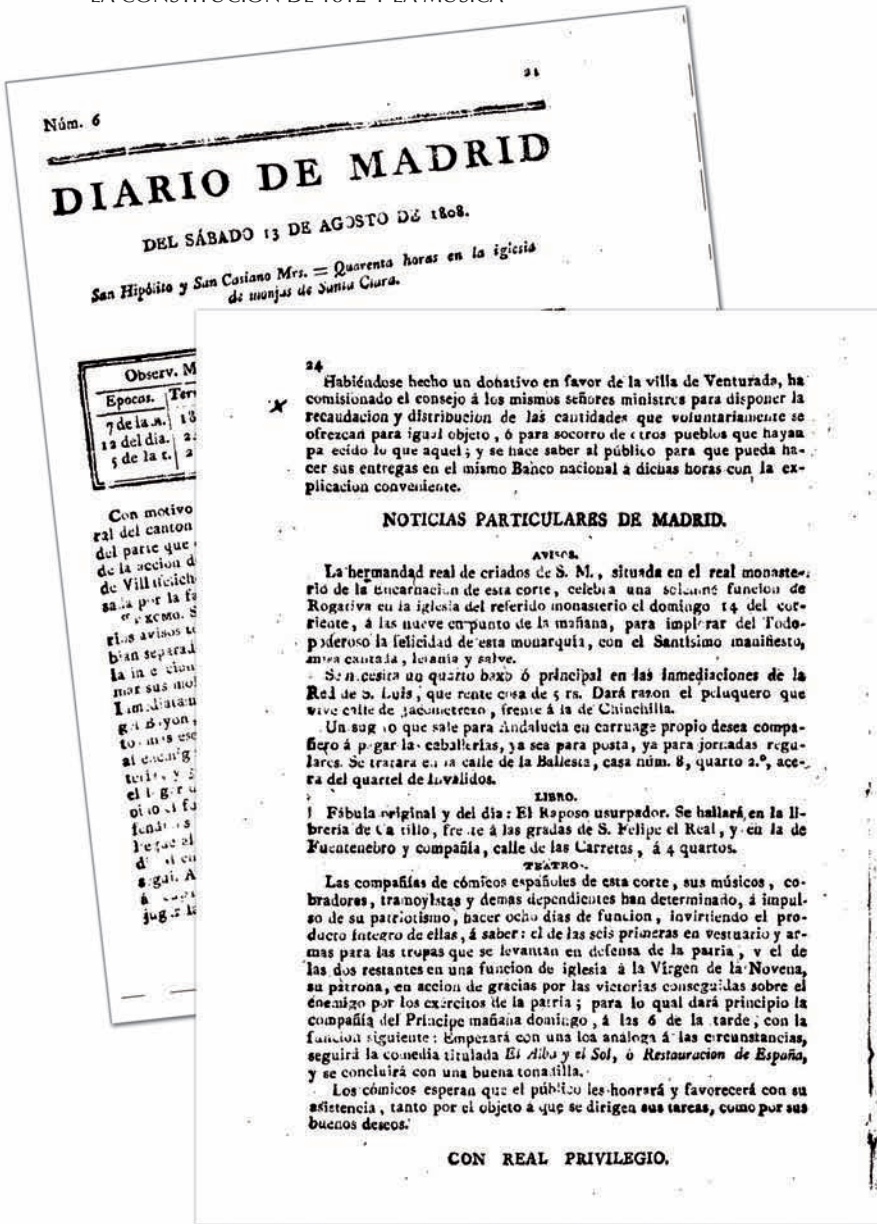 LA CONSTITUCIÓN DE 1812 Y LA MÚSICA
Núm. 6
21
DIARIO DE MADRID
DEL SÁBADO 13 DE AGOSTO DE 1808.
San Hipólito y San Casiano Mrs. = Quarenta horas en la iglesia
de monjas de Santa Clara.
Observ. M
Epocas. Ter
7 de la m.
12 del dia.
5 de la t.
Con motivo
ral del canton
del parte que
de la accion d
de Villafelich
sada por la fa
24
Habiéndose hecho un donativo en favor de la villa de Venturada, ha
comisionado el consejo á los mismos señores ministros para disponer la
recaudacion y distribucion de las cantidades que voluntariamente se
ofrezcan para igual objeto, ó para socorro de otros pueblos que hayan
pa ecido lo que aquel; y se hace saber al público para que pueda ha-
cer sus entregas en el mismo Banco nacional á dichas horas con la ex-
plicacion conveniente.
NOTICIAS PARTICULARES DE MADRID.
AVISOS.
La hermandad real de criados de S. M., situada en el real monaste-
rio de la Encarnacion de esta corte, celebra una solemne funcion de
Rogativa en la iglesia del referido monasterio el domingo 14 del cor-
riente, á las nueve en punto de la mañana, para implorar del Todo-
poderoso la felicidad de esta monarquía, con el Santísimo manifiesto,
misa cantada, letanía y salve.
Se necesita un quarto baxo ó principal en las inmediaciones de la
Red de S. Luis, que rente cosa de 5 rs. Dará razon el peluquero que
vive calle de Jacometrezo, frente á la de Chinchilla.
Un sugeto que sale para Andalucía en carruage propio desea compa-
ñero á pagar las caballerías, ya sea para posta, ya para jornadas regu-
lares. Se tratará en la calle de la Ballesta, casa núm. 8, quarto 2.º, ace-
ra del quartel de Inválidos.
LIBRO.
Fábula original y del dia: El Raposo usurpador. Se hallará en la li-
brería de Castillo, frente á las gradas de S. Felipe el Real, y en la de
Fuentenebro y compañía, calle de las Carretas, á 4 quartos.
TEATRO.
Las compañías de cómicos españoles de esta corte, sus músicos, co-
bradores, tramoyistas y demas dependientes han determinado, á impul-
so de su patriotismo, hacer ocho dias de funcion, invirtiendo el pro-
ducto íntegro de ellas, á saber: el de las seis primeras en vestuario y ar-
mas para las tropas que se levantan en defensa de la patria, y el de
las dos restantes en una funcion de iglesia á la Vírgen de la Novena,
su patrona, en accion de gracias por las victorias conseguidas sobre el
enemigo por los exércitos de la patria; para lo qual dará principio la
compañía del Príncipe mañana domingo, á las 6 de la tarde, con la
funcion siguiente: Empezará con una loa análoga á las circunstancias,
seguirá la comedia titulada El Alba y el Sol, ó Restauracion de España,
y se concluirá con una buena tonadilla.
Los cómicos esperan que el público les honrará y favorecerá con su
asistencia, tanto por el objeto á que se dirigen sus tareas, como por sus
buenos deseos.
CON REAL PRIVILEGIO.